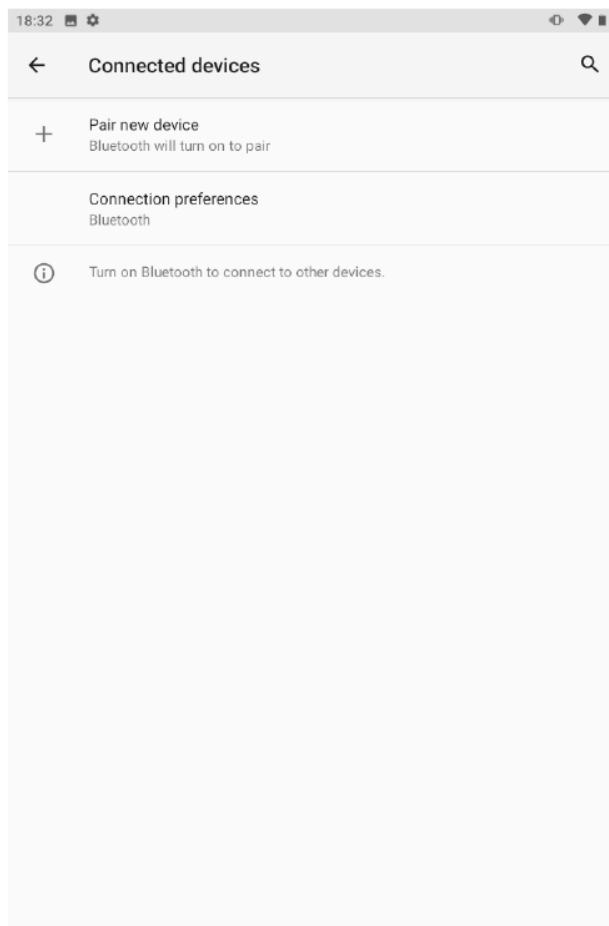 18:32
Connected devices
Pair new device
Bluetooth will turn on to pair
Connection preferences
Bluetooth
Turn on Bluetooth to connect to other devices.